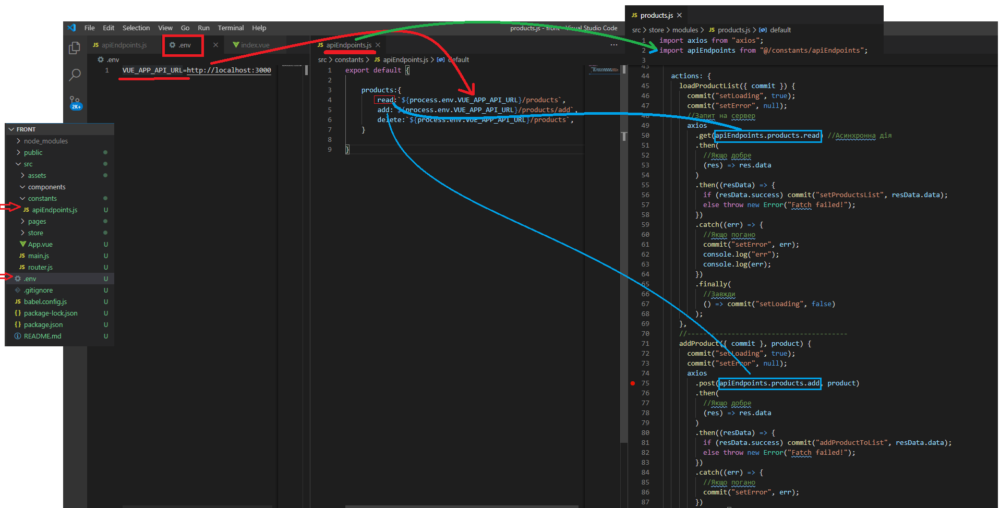 File Edit Selection View Go Run Terminal Help
products.js - front - Visual Studio Code
2K+
FRONT
node_modules
public
src
assets
components
constants
JS apiEndpoints.js U
pages
store
App.vue U
JS main.js U
JS router.js U
.env U
.gitignore U
JS babel.config.js U
{} package-lock.json U
{} package.json U
README.md U
JS apiEndpoints.js
.env
index.vue
.env
1 VUE_APP_API_URL=http://localhost:3000
JS apiEndpoints.js
src > constants > JS apiEndpoints.js > default
1 export default {
2
3 products:{
4 read:`${process.env.VUE_APP_API_URL}/products`,
5 add:`${process.env.VUE_APP_API_URL}/products/add`,
6 delete:`${process.env.VUE_APP_API_URL}/products`,
7 }
8
9 }
JS products.js
src > store > modules > JS products.js > default
1 import axios from "axios";
2 import apiEndpoints from "@/constants/apiEndpoints";
3
43
44 actions: {
45 loadProductList({ commit }) {
46 commit("setLoading", true);
47 commit("setError", null);
48 //Запит на сервер
49 axios
50 .get(apiEndpoints.products.read) //Асинхронна дія
51 .then(
52 //Якщо добре
53 (res) => res.data
54 )
55 .then((resData) => {
56 if (resData.success) commit("setProductsList", resData.data);
57 else throw new Error("Fatch failed!");
58 })
59 .catch((err) => {
60 //Якщо погано
61 commit("setError", err);
62 console.log("err");
63 console.log(err);
64 })
65 .finally(
66 //Завжди
67 () => commit("setLoading", false)
68 );
69 },
70 //----------------------------------------
71 addProduct({ commit }, product) {
72 commit("setLoading", true);
73 commit("setError", null);
74 axios
75 .post(apiEndpoints.products.add, product)
76 .then(
77 //Якщо добре
78 (res) => res.data
79 )
80 .then((resData) => {
81 if (resData.success) commit("addProductToList", resData.data);
82 else throw new Error("Fatch failed!");
83 })
84 .catch((err) => {
85 //Якщо погано
86 commit("setError", err);
87 })